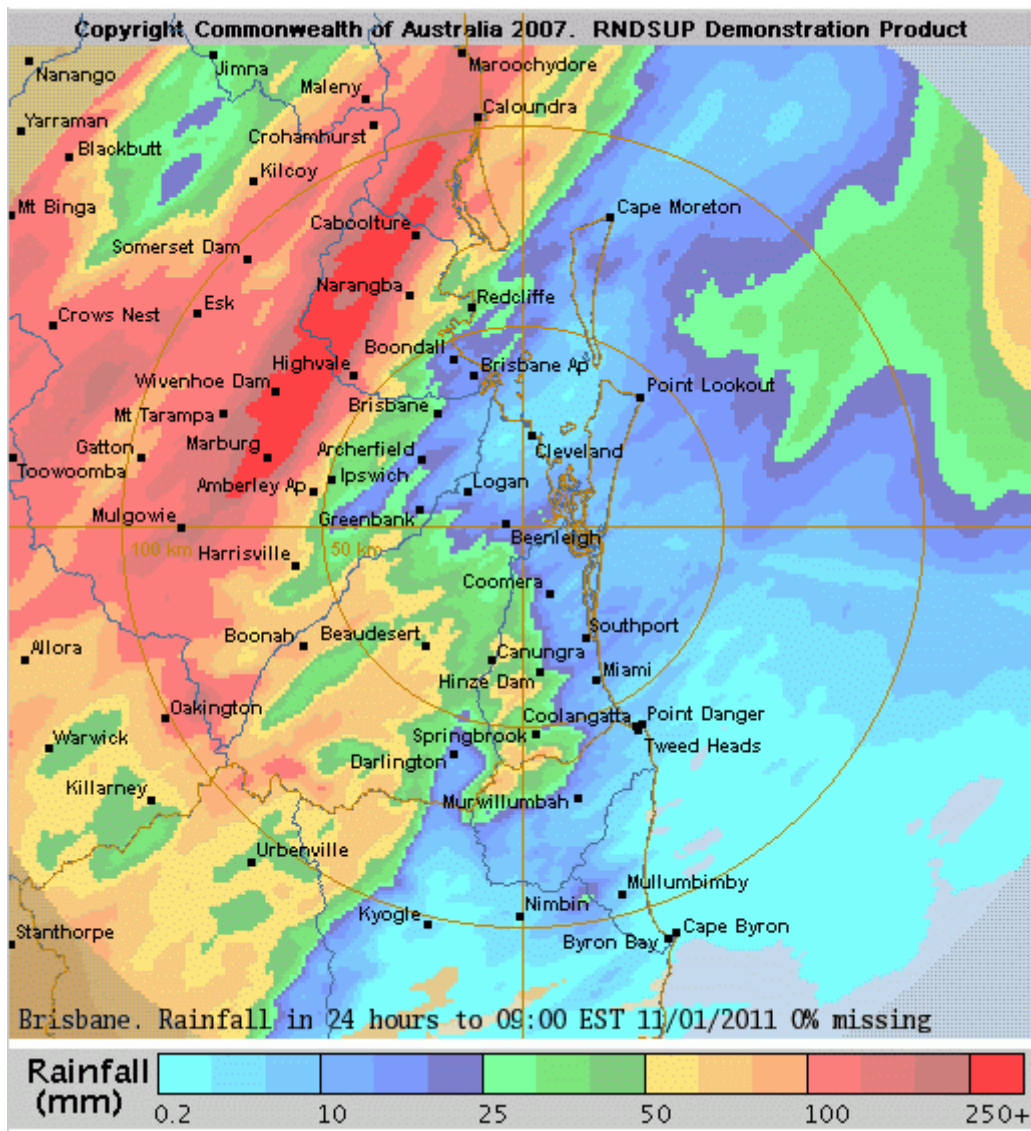 Copyright Commonwealth of Australia 2007. RNDSUP Demonstration Product
Nanango
Jimna
Maroochydore
Maleny
Caloundra
Yarraman
Crohamhurst
Blackbutt
Kilcoy
Mt Binga
Cape Moreton
Caboolture
Somerset Dam
Narangba
Redcliffe
Esk
Crows Nest
Boondall
Highvale
Brisbane Ap
Wivenhoe Dam
Point Lookout
Mt Tarampa
Brisbane
Gatton
Marburg
Archerfield
Cleveland
Toowoomba
Ipswich
Amberley Ap
Logan
Mulgowie
Greenbank
Beenleigh
100 km
50 km
Harrisville
Coomera
Allora
Boonah
Beaudesert
Southport
Canungra
Miami
Hinze Dam
Oakington
Coolangatta
Point Danger
Warwick
Springbrook
Tweed Heads
Darlington
Killarney
Murwillumbah
Urbenville
Mullumbimby
Kyogle
Nimbin
Stanthorpe
Byron Bay
Cape Byron
Brisbane. Rainfall in 24 hours to 09:00 EST 11/01/2011 0% missing
Rainfall
(mm)
0.2 10 25 50 100 250+